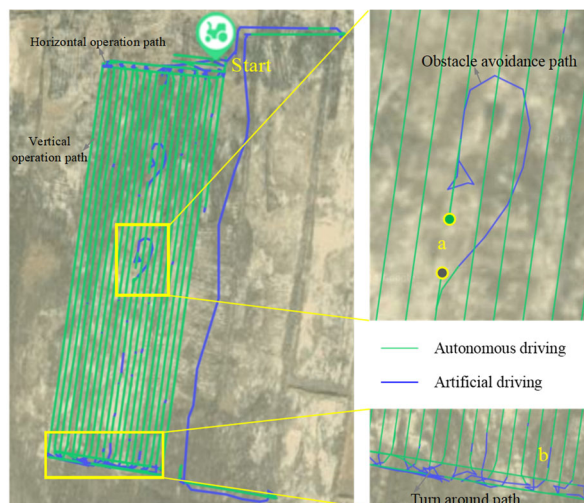 Horizontal operation path
Start
Vertical
operation path
Obstacle avoidance path
a
Autonomous driving
Artificial driving
b
Turn around path